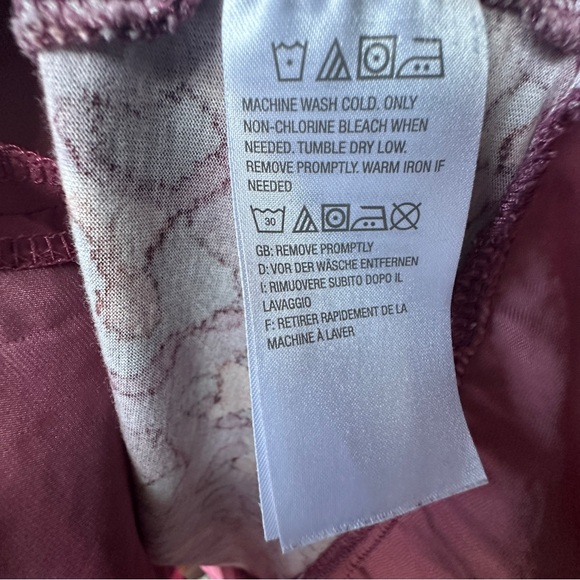 MACHINE WASH COLD. ONLY
NON-CHLORINE BLEACH WHEN
NEEDED. TUMBLE DRY LOW.
REMOVE PROMPTLY. WARM IRON IF
NEEDED
30
GB: REMOVE PROMPTLY
D: VOR DER WÄSCHE ENTFERNEN
I: RIMUOVERE SUBITO DOPO IL
LAVAGGIO
F: RETIRER RAPIDEMENT DE LA
MACHINE À LAVER